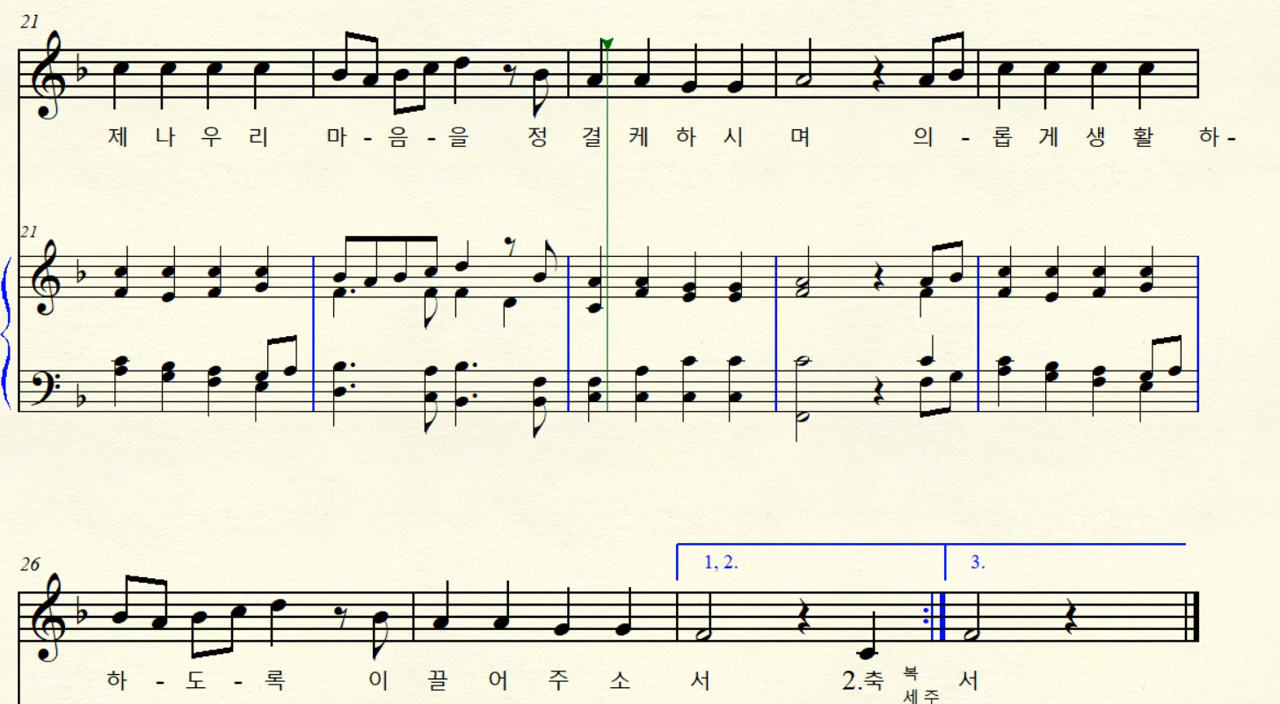 21
제 나 우 리 마 - 음 - 을 정 결 케 하 시 며 의 - 롭 게 생 활 하 -
21
26
1, 2. 3.
하 - 도 - 록 이 끌 어 주 소 서 2.축 복 서
세 주